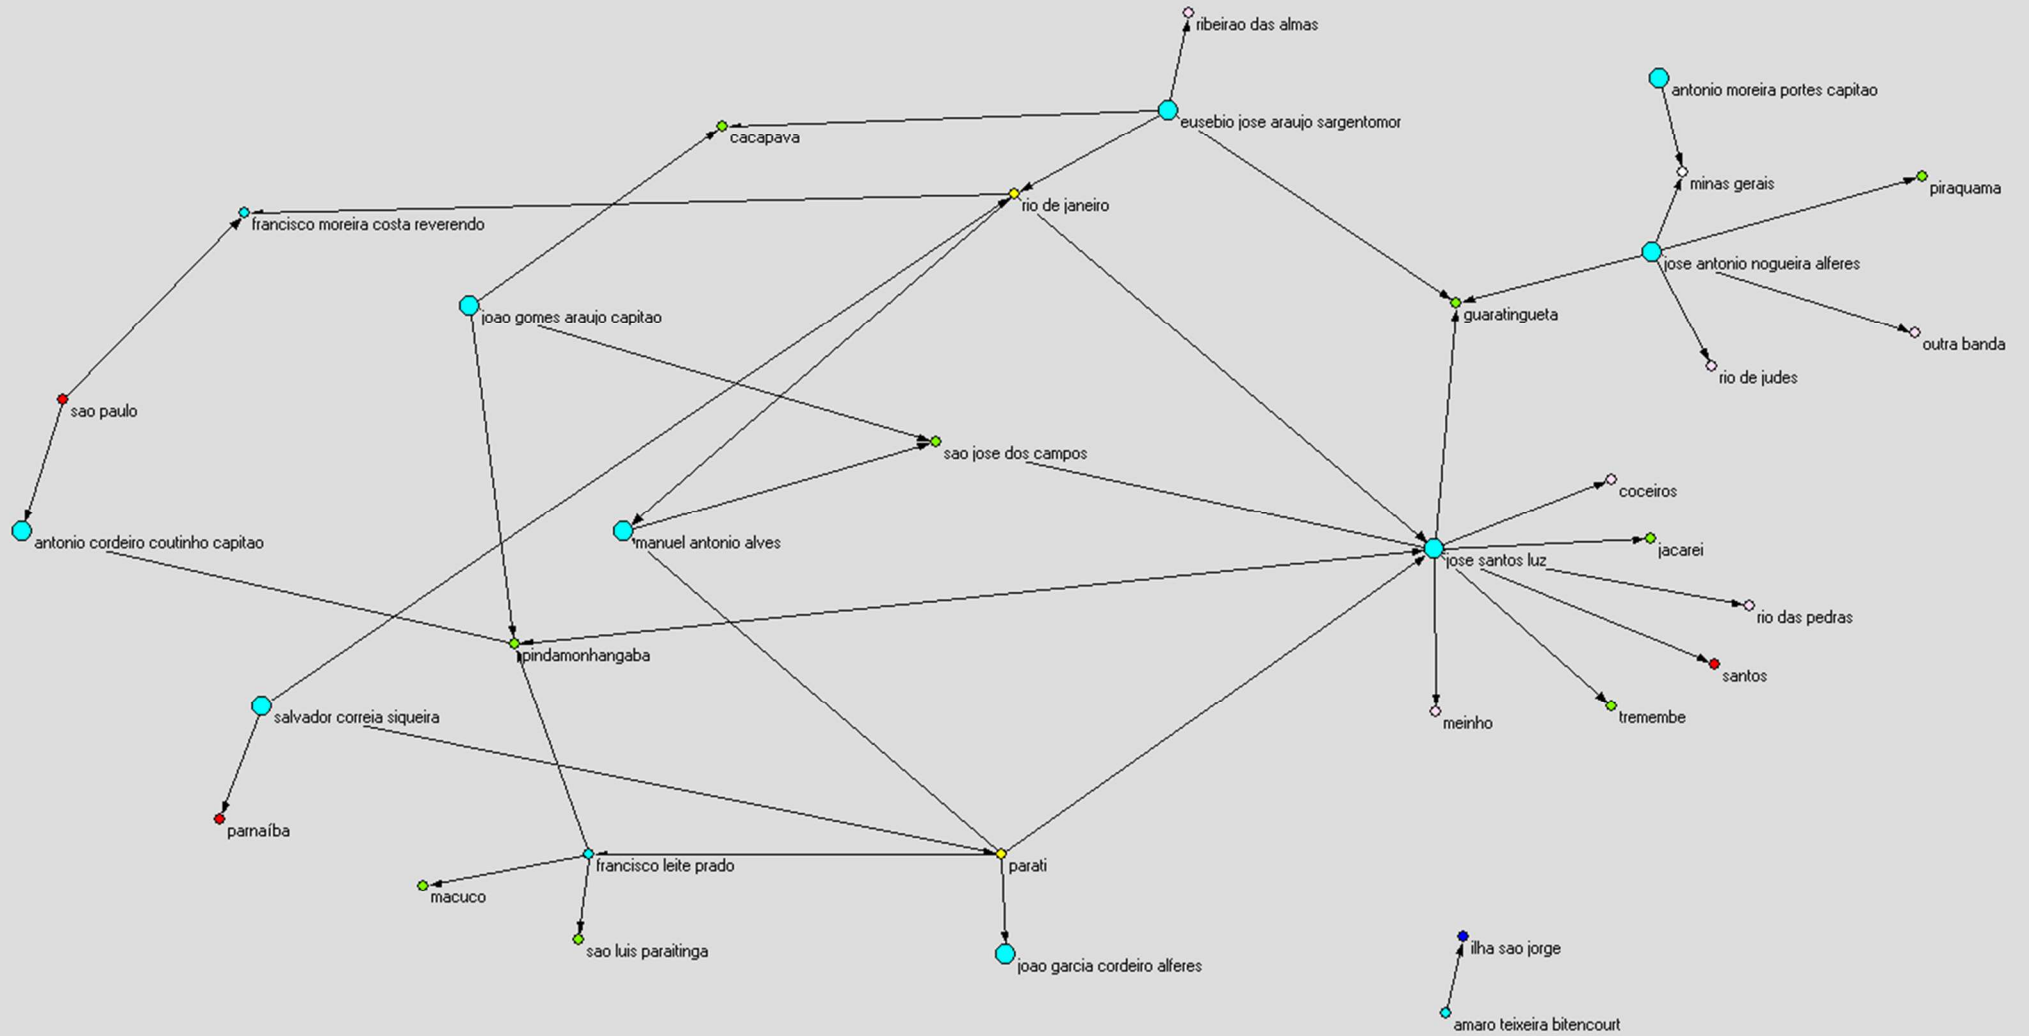 ribeirao das almas
antonio moreira portes capitao
eusebio jose araujo sargentomor
cacapava
minas gerais
piraquama
rio de janeiro
francisco moreira costa reverendo
jose antonio nogueira alferes
guaratingueta
joao gomes araujo capitao
outra banda
rio de judes
sao paulo
sao jose dos campos
coceiros
antonio cordeiro coutinho capitao
manuel antonio alves
jacarei
jose santos luz
rio das pedras
pindamonhangaba
santos
salvador correia siqueira
tremembe
meinho
parnaíba
francisco leite prado
parati
macuco
sao luis paraitinga
ilha sao jorge
joao garcia cordeiro alferes
amaro teixeira bitencourt